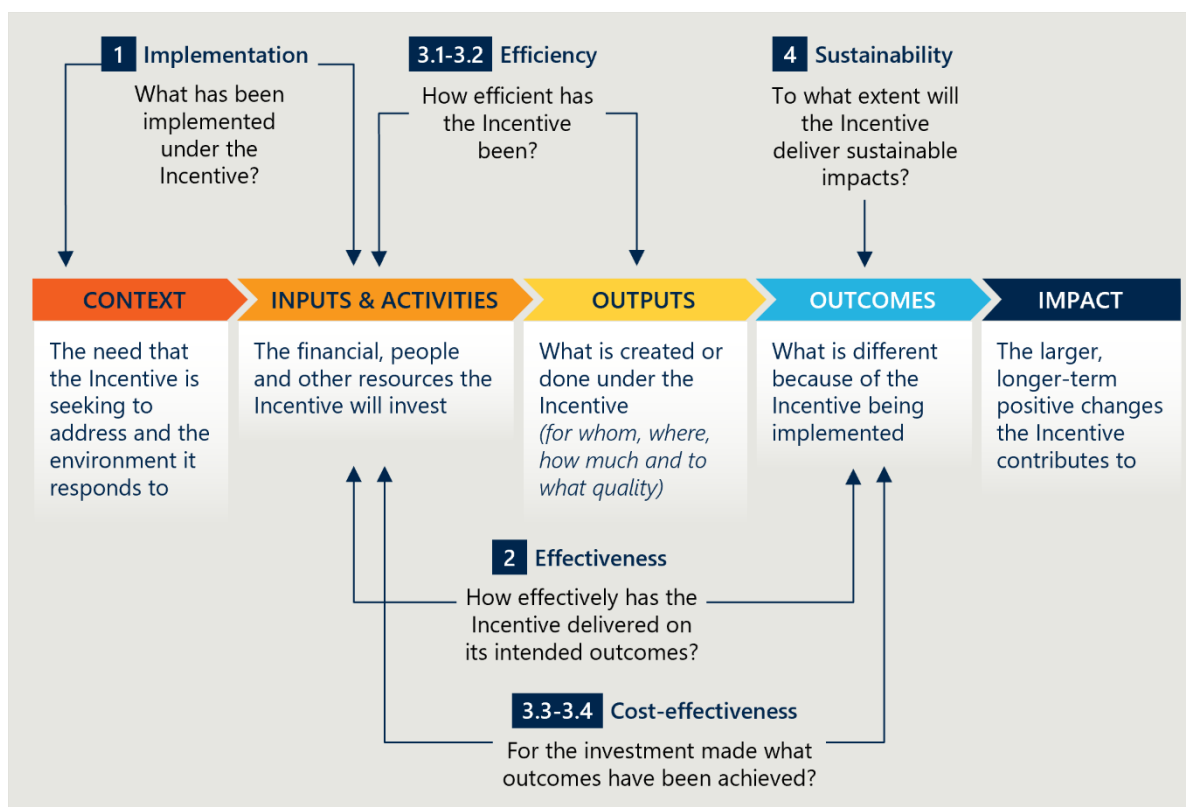 1 Implementation
What has been
implemented
under the
Incentive?
3.1-3.2 Efficiency
How efficient has
the Incentive
been?
4 Sustainability
To what extent will
the Incentive
deliver sustainable
impacts?
CONTEXT
The need that
the Incentive is
seeking to
address and the
environment it
responds to
INPUTS & ACTIVITIES
The financial, people
and other resources the
Incentive will invest
OUTPUTS
What is created or
done under the
Incentive
(for whom, where,
how much and to
what quality)
OUTCOMES
What is different
because of the
Incentive being
implemented
IMPACT
The larger,
longer-term
positive changes
the Incentive
contributes to
2 Effectiveness
How effectively has the
Incentive delivered on
its intended outcomes?
3.3-3.4 Cost-effectiveness
For the investment made what
outcomes have been achieved?